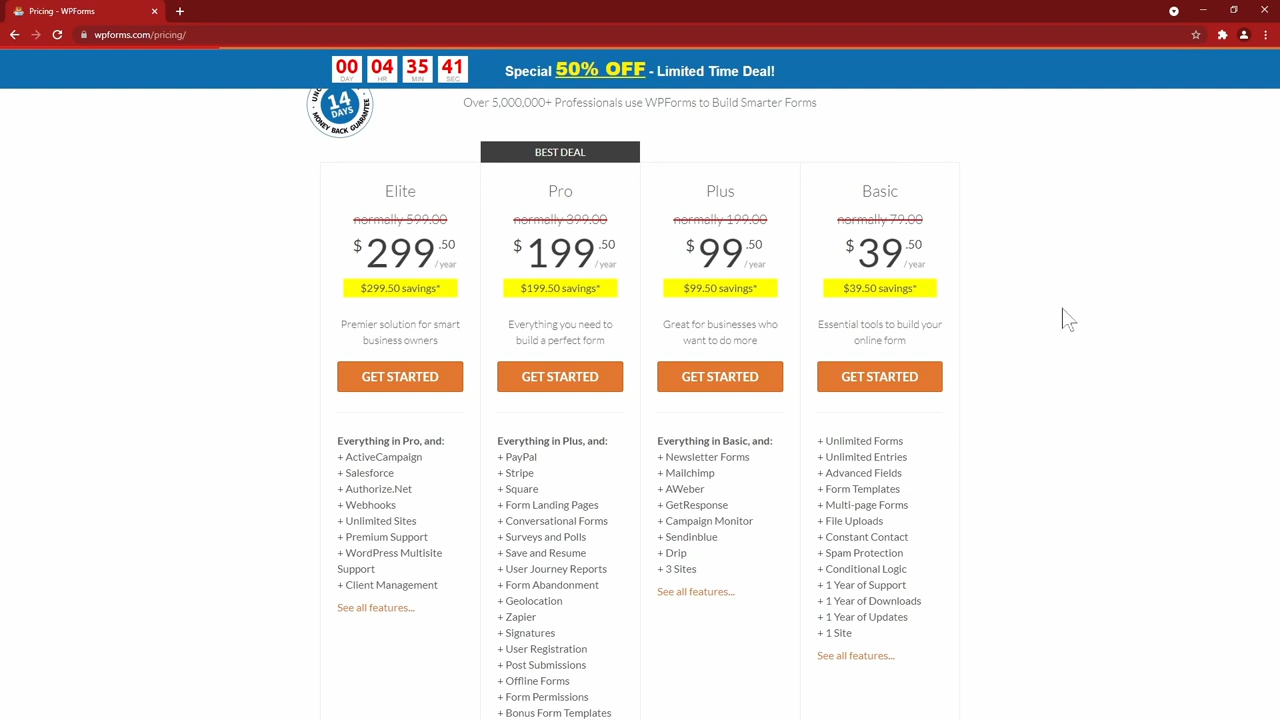 Pricing - WPForms
wpforms.com/pricing/
00 04 35 41
DAY HR MIN SEC
Special 50% OFF - Limited Time Deal!
14
DAYS
MONEY BACK GUARANTEE
Over 5,000,000+ Professionals use WPForms to Build Smarter Forms
BEST DEAL
Elite
normally 599.00
$299.50 /year
$299.50 savings*
Premier solution for smart
business owners
GET STARTED
Everything in Pro, and:
+ ActiveCampaign
+ Salesforce
+ Authorize.Net
+ Webhooks
+ Unlimited Sites
+ Premium Support
+ WordPress Multisite
Support
+ Client Management
See all features...
Pro
normally 399.00
$199.50 /year
$199.50 savings*
Everything you need to
build a perfect form
GET STARTED
Everything in Plus, and:
+ PayPal
+ Stripe
+ Square
+ Form Landing Pages
+ Conversational Forms
+ Surveys and Polls
+ Save and Resume
+ User Journey Reports
+ Form Abandonment
+ Geolocation
+ Zapier
+ Signatures
+ User Registration
+ Post Submissions
+ Offline Forms
+ Form Permissions
+ Bonus Form Templates
Plus
normally 199.00
$99.50 /year
$99.50 savings*
Great for businesses who
want to do more
GET STARTED
Everything in Basic, and:
+ Newsletter Forms
+ Mailchimp
+ AWeber
+ GetResponse
+ Campaign Monitor
+ Sendinblue
+ Drip
+ 3 Sites
See all features...
Basic
normally 79.00
$39.50 /year
$39.50 savings*
Essential tools to build your
online form
GET STARTED
+ Unlimited Forms
+ Unlimited Entries
+ Advanced Fields
+ Form Templates
+ Multi-page Forms
+ File Uploads
+ Constant Contact
+ Spam Protection
+ Conditional Logic
+ 1 Year of Support
+ 1 Year of Downloads
+ 1 Year of Updates
+ 1 Site
See all features...